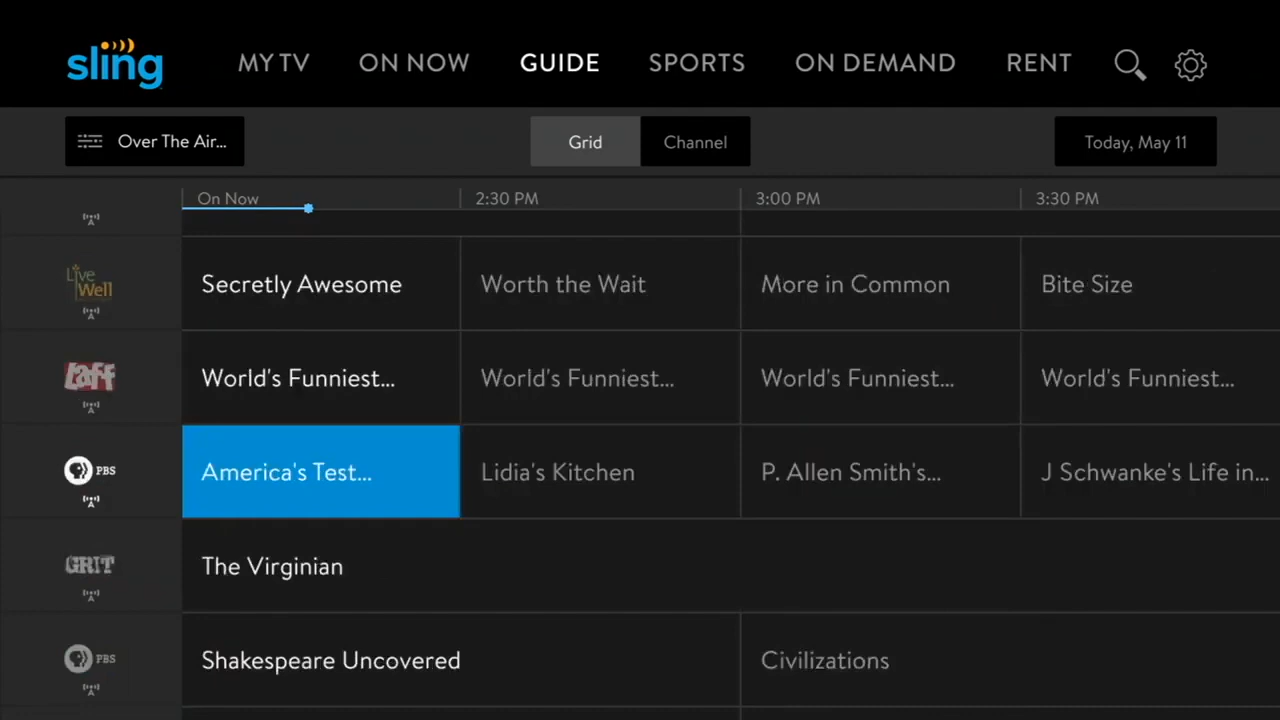 sling MY TV ON NOW GUIDE SPORTS ON DEMAND RENT
Over The Air... Grid Channel Today, May 11
On Now 2:30 PM 3:00 PM 3:30 PM
Live Well Secretly Awesome Worth the Wait More in Common Bite Size
Laff World's Funniest... World's Funniest... World's Funniest... World's Funniest...
PBS America's Test... Lidia's Kitchen P. Allen Smith's... J Schwanke's Life in...
GRIT The Virginian
PBS Shakespeare Uncovered Civilizations